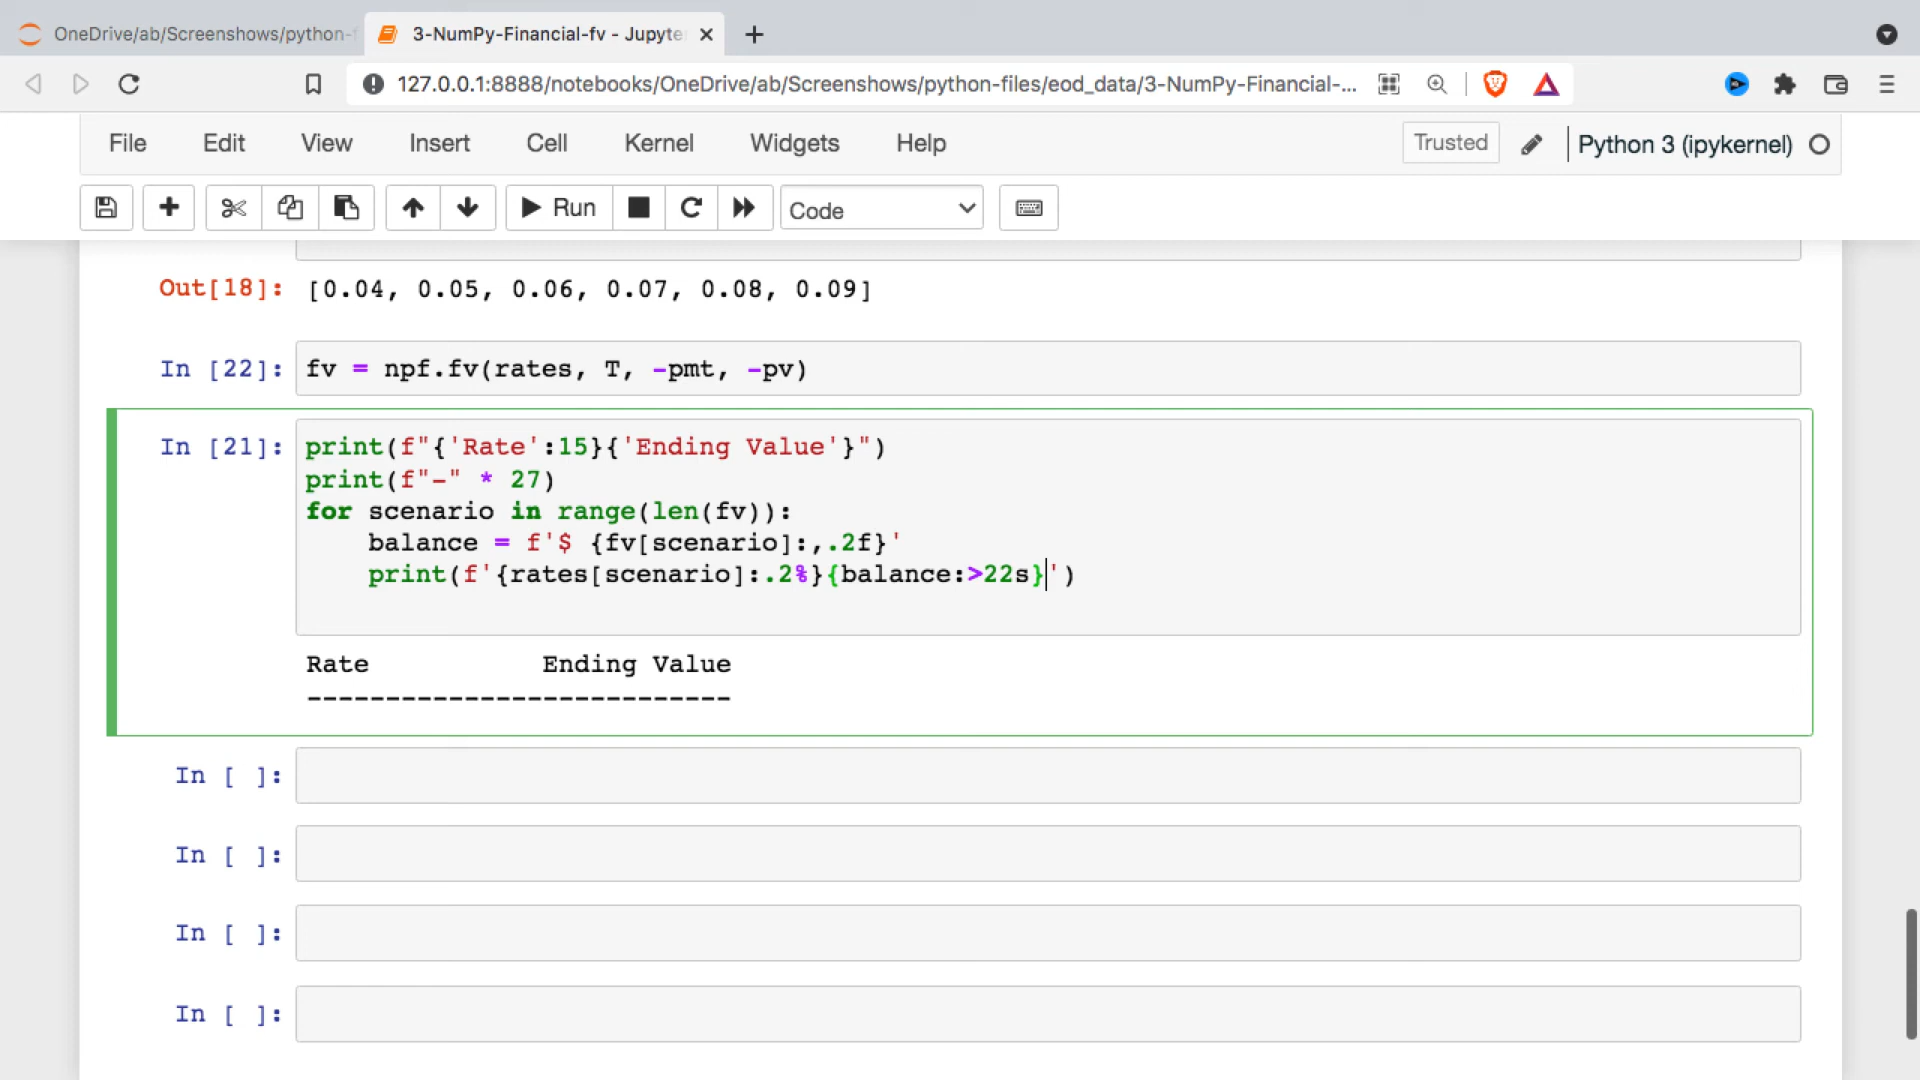 OneDrive/ab/Screenshows/python-f
3-NumPy-Financial-fv - Jupyte
127.0.0.1:8888/notebooks/OneDrive/ab/Screenshows/python-files/eod_data/3-NumPy-Financial-...
File Edit View Insert Cell Kernel Widgets Help Trusted Python 3 (ipykernel)
Run Code
Out[18]: [0.04, 0.05, 0.06, 0.07, 0.08, 0.09]
In [22]: fv = npf.fv(rates, T, -pmt, -pv)
In [21]: print(f"{'Rate':15}{'Ending Value'}")
print(f"-" * 27)
for scenario in range(len(fv)):
    balance = f'$ {fv[scenario]:,.2f}'
    print(f'{rates[scenario]:.2%}{balance:>22s}')
Rate           Ending Value
---------------------------
In [ ]:
In [ ]:
In [ ]:
In [ ]: